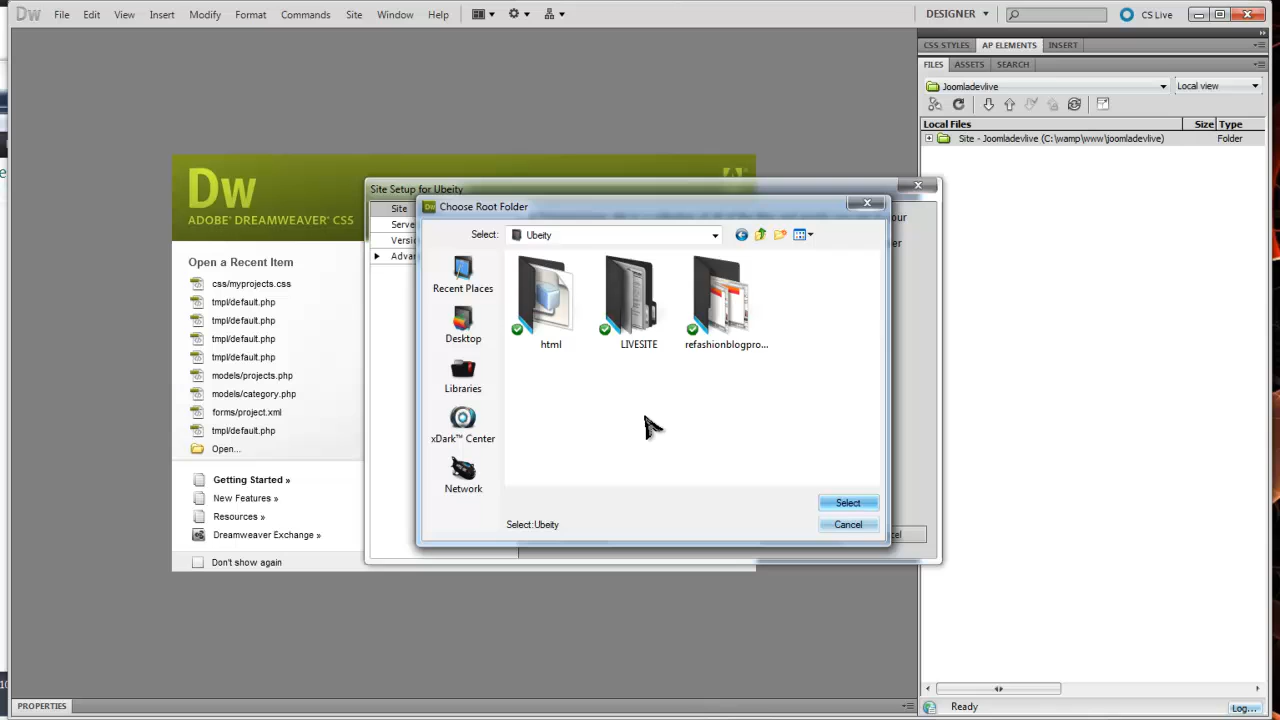 Dw File Edit View Insert Modify Format Commands Site Window Help DESIGNER CS Live
CSS STYLES AP ELEMENTS INSERT
FILES ASSETS SEARCH
Joomladevlive Local view
Local Files Size Type
Site - Joomladevlive (C:\wamp\www\joomladevlive) Folder
Dw
ADOBE® DREAMWEAVER® CS5
Open a Recent Item
css/myprojects.css
tmpl/default.php
tmpl/default.php
tmpl/default.php
tmpl/default.php
models/projects.php
models/category.php
forms/project.xml
tmpl/default.php
Open...
Getting Started »
New Features »
Resources »
Dreamweaver Exchange »
Don't show again
Site Setup for Ubeity
Site
Choose Root Folder
Select: Ubeity
Recent Places
Desktop
Libraries
xDark™ Center
Network
html LIVESITE refashionblogpro...
Select
Select:Ubeity Cancel
PROPERTIES
Ready Log...